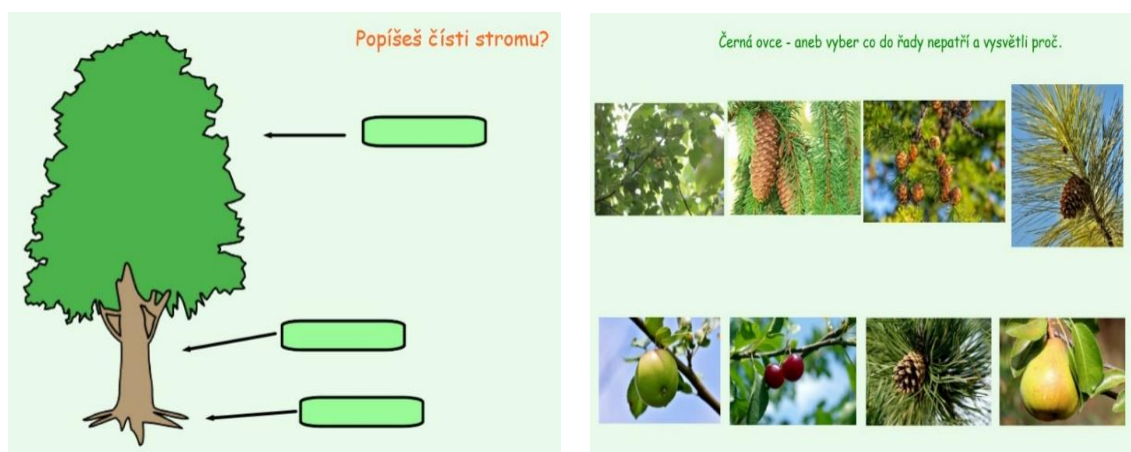 Popíšeš čísti stromu?
Černá ovce - aneb vyber co do řady nepatří a vysvětli proč.